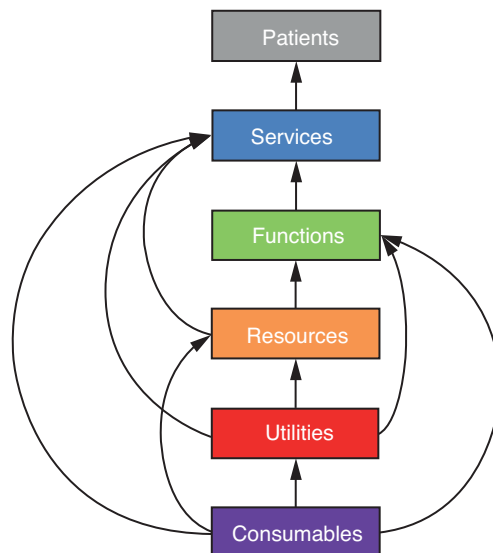 Patients
Services
Functions
Resources
Utilities
Consumables